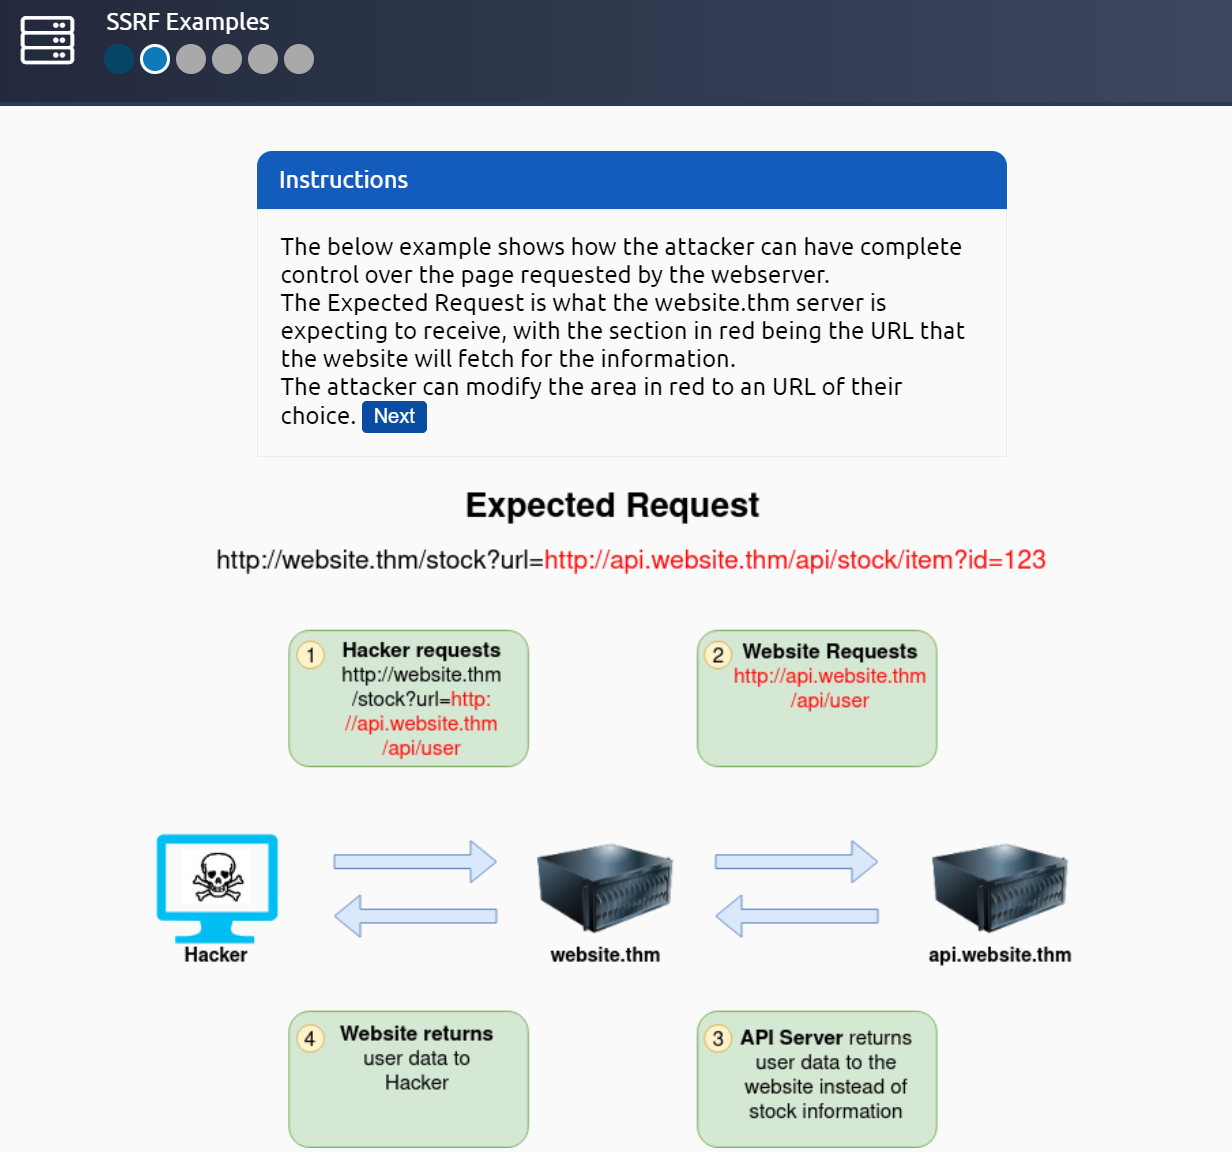 SSRF Examples
Instructions
The below example shows how the attacker can have complete
control over the page requested by the webserver.
The Expected Request is what the website.thm server is
expecting to receive, with the section in red being the URL that
the website will fetch for the information.
The attacker can modify the area in red to an URL of their
choice. Next
Expected Request
http://website.thm/stock?url=http://api.website.thm/api/stock/item?id=123
1 Hacker requests
http://website.thm
/stock?url=http:
//api.website.thm
/api/user
2 Website Requests
http://api.website.thm
/api/user
Hacker
website.thm
api.website.thm
4 Website returns
user data to
Hacker
3 API Server returns
user data to the
website instead of
stock information